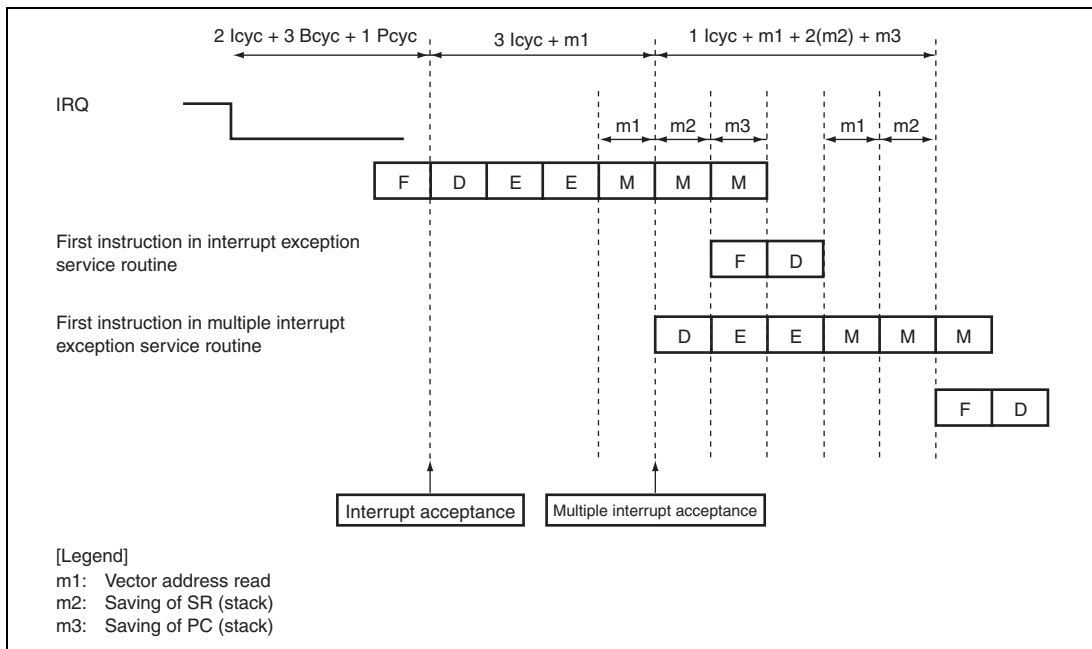 2 Icyc + 3 Bcyc + 1 Pcyc 3 Icyc + m1 1 Icyc + m1 + 2(m2) + m3
IRQ
m1 m2 m3 m1 m2
F D E E M M M
First instruction in interrupt exception
service routine
F D
First instruction in multiple interrupt
exception service routine
D E E M M M
F D
Interrupt acceptance Multiple interrupt acceptance
[Legend]
m1: Vector address read
m2: Saving of SR (stack)
m3: Saving of PC (stack)